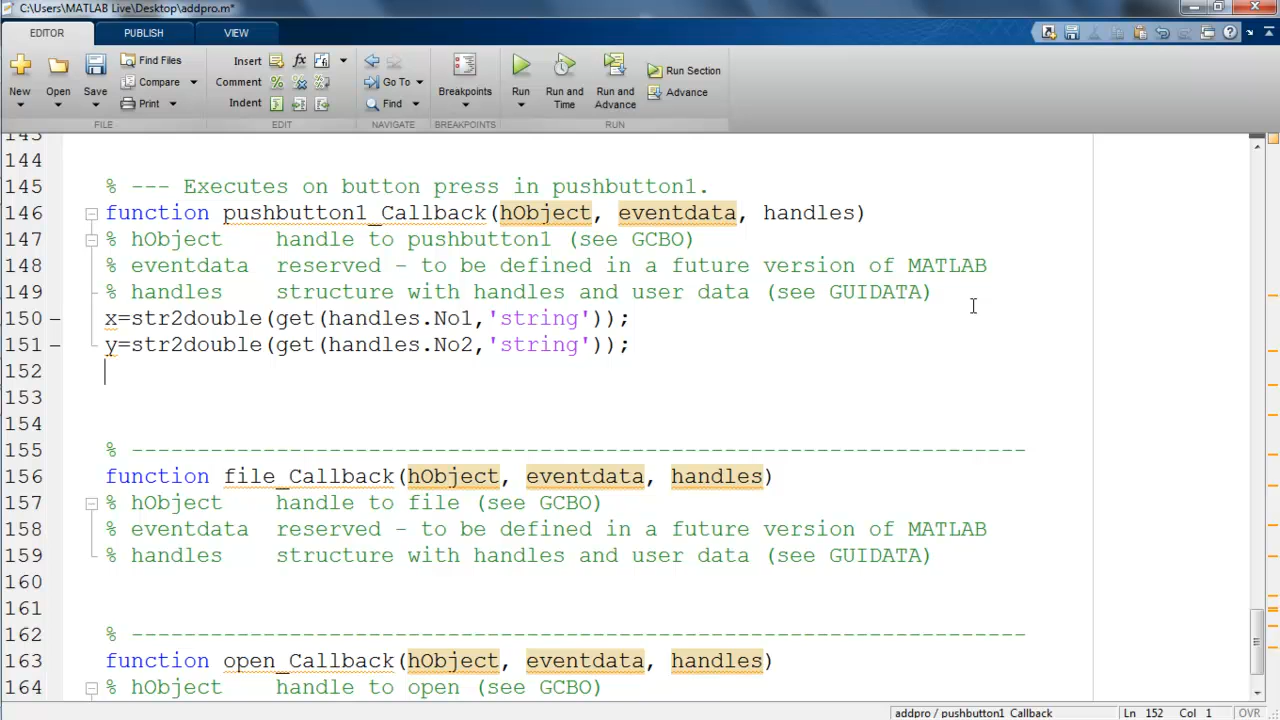 C:\Users\MATLAB Live\Desktop\addpro.m*
EDITOR PUBLISH VIEW
New Open Save Find Files Compare Print
FILE
Insert fx
Comment
Indent
EDIT
Go To
Find
NAVIGATE
Breakpoints
BREAKPOINTS
Run Run and Time Run and Advance Run Section Advance
RUN
143
144
145 % --- Executes on button press in pushbutton1.
146 function pushbutton1_Callback(hObject, eventdata, handles)
147 % hObject    handle to pushbutton1 (see GCBO)
148 % eventdata  reserved - to be defined in a future version of MATLAB
149 % handles    structure with handles and user data (see GUIDATA)
150 – x=str2double(get(handles.No1,'string'));
151 – y=str2double(get(handles.No2,'string'));
152
153
154
155 % --------------------------------------------------------------------
156 function file_Callback(hObject, eventdata, handles)
157 % hObject    handle to file (see GCBO)
158 % eventdata  reserved - to be defined in a future version of MATLAB
159 % handles    structure with handles and user data (see GUIDATA)
160
161
162 % --------------------------------------------------------------------
163 function open_Callback(hObject, eventdata, handles)
164 % hObject    handle to open (see GCBO)
addpro / pushbutton1_Callback Ln 152 Col 1 OVR